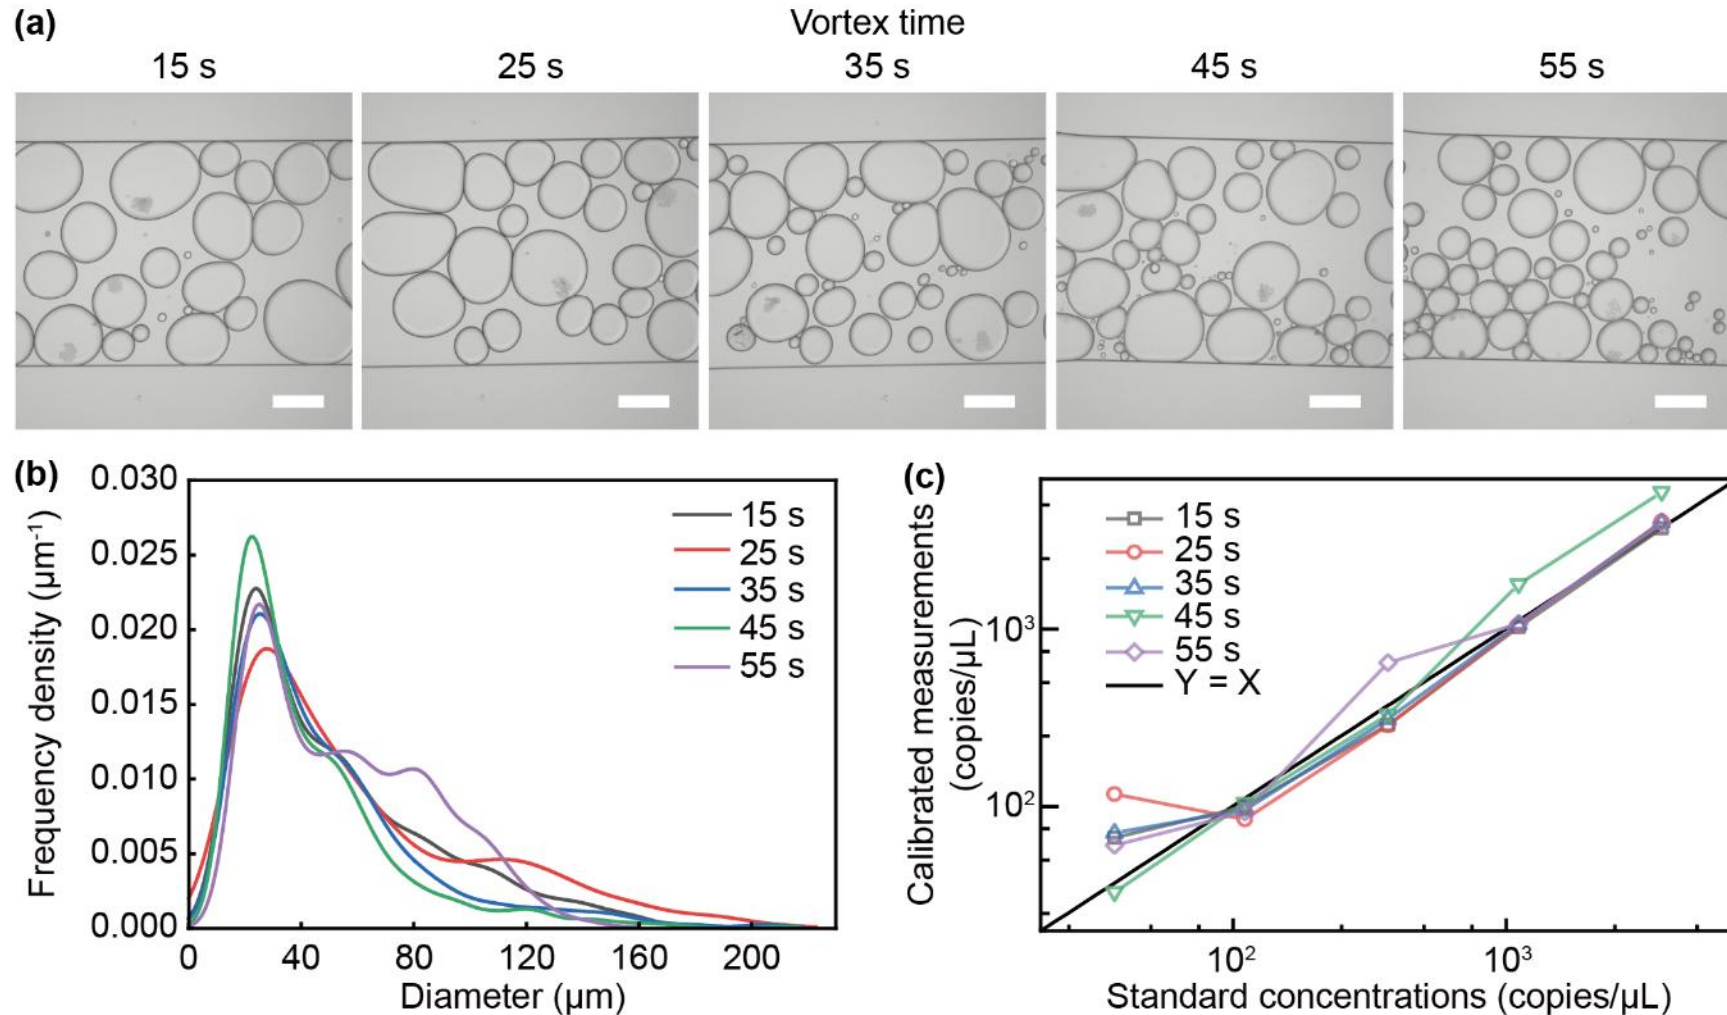 (a)
Vortex time
15 s
25 s
35 s
45 s
55 s
(b)
0.030
0.025
0.020
0.015
0.010
0.005
0.000
Frequency density (μm⁻¹)
15 s
25 s
35 s
45 s
55 s
0
40
80
120
160
200
Diameter (μm)
(c)
Calibrated measurements
(copies/μL)
10³
10²
15 s
25 s
35 s
45 s
55 s
Y = X
10²
10³
Standard concentrations (copies/μL)